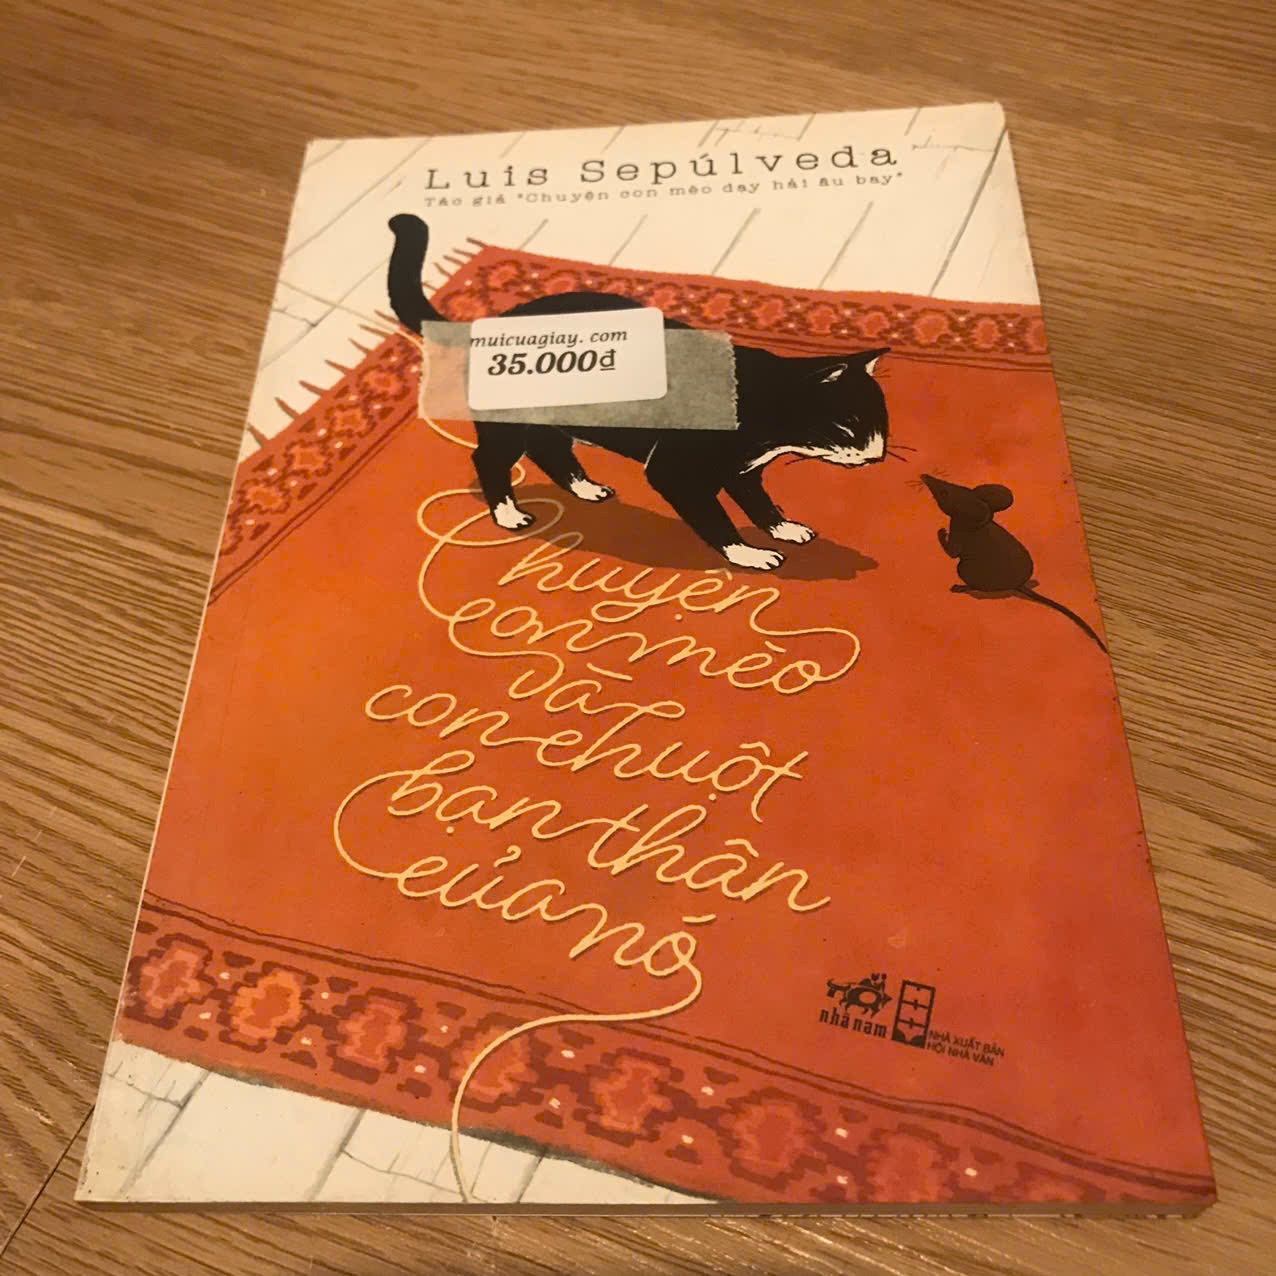 Luis Sepúlveda
Tác giả "Chuyện con mèo dạy hải âu bay"
muicuagiay. com
35.000₫
Chuyện
con mèo
và
con chuột
bạn thân
của nó
nhã nam
NHÀ XUẤT BẢN
HỘI NHÀ VĂN